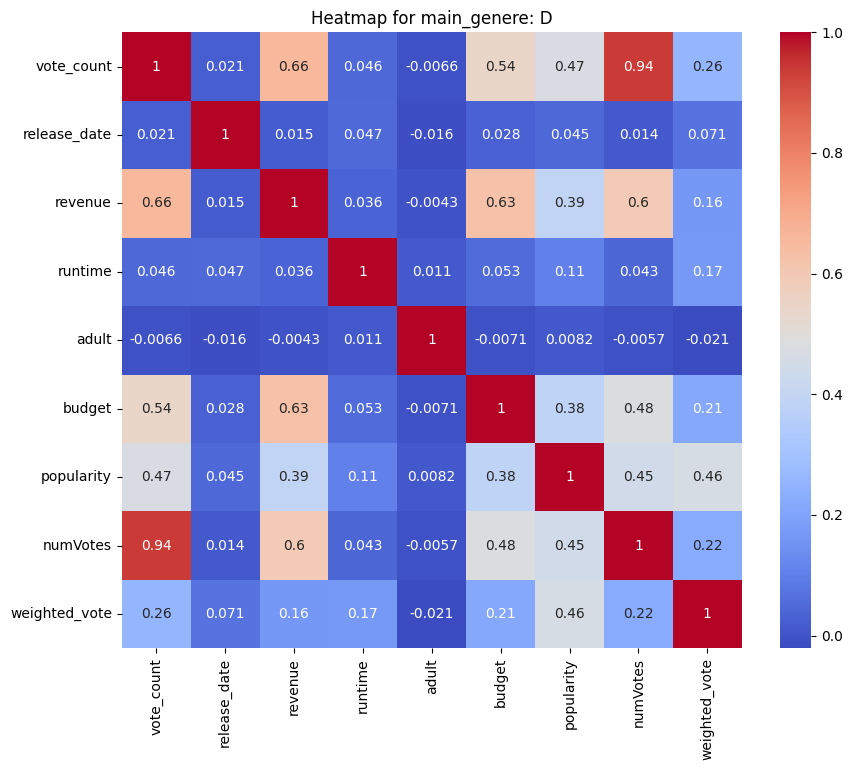 Heatmap for main_genere: D
vote_count 1 0.021 0.66 0.046 -0.0066 0.54 0.47 0.94 0.26
release_date 0.021 1 0.015 0.047 -0.016 0.028 0.045 0.014 0.071
revenue 0.66 0.015 1 0.036 -0.0043 0.63 0.39 0.6 0.16
runtime 0.046 0.047 0.036 1 0.011 0.053 0.11 0.043 0.17
adult -0.0066 -0.016 -0.0043 0.011 1 -0.0071 0.0082 -0.0057 -0.021
budget 0.54 0.028 0.63 0.053 -0.0071 1 0.38 0.48 0.21
popularity 0.47 0.045 0.39 0.11 0.0082 0.38 1 0.45 0.46
numVotes 0.94 0.014 0.6 0.043 -0.0057 0.48 0.45 1 0.22
weighted_vote 0.26 0.071 0.16 0.17 -0.021 0.21 0.46 0.22 1
vote_count
release_date
revenue
runtime
adult
budget
popularity
numVotes
weighted_vote
1.0
0.8
0.6
0.4
0.2
0.0